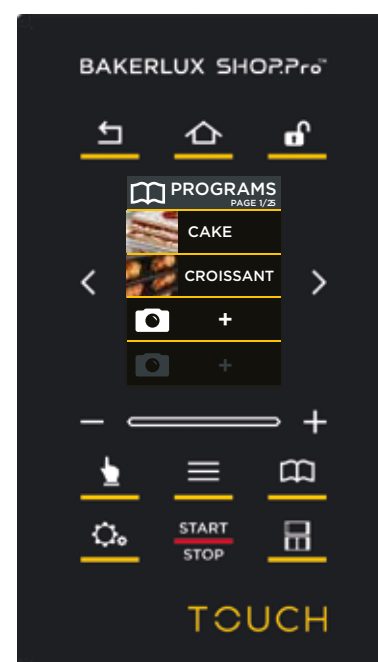 BAKERLUX SHOP.Pro™
PROGRAMS
PAGE 1/25
CAKE
CROISSANT
+
+
− +
START
STOP
TOUCH